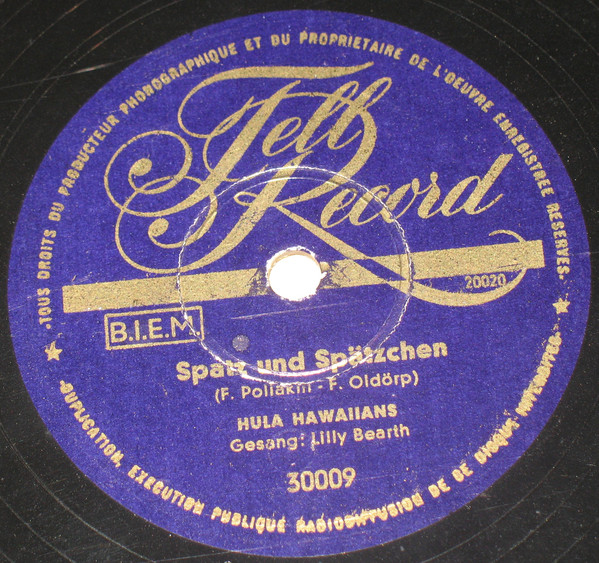 TOUS DROITS DU PRODUCTEUR PHONOGRAPHIQUE ET DU PROPRIETAIRE DE L'OEUVRE ENREGISTREE RESERVES.
Tell
Record
20020
B.I.E.M.
Spatz und Spätzchen
(F. Pollakin - F. Oldörp)
HULA HAWAIIANS
Gesang: Lilly Bearth
30009
DUPLICATION, EXECUTION PUBLIQUE RADIODIFFUSION DE CE DISQUE INTERDITES